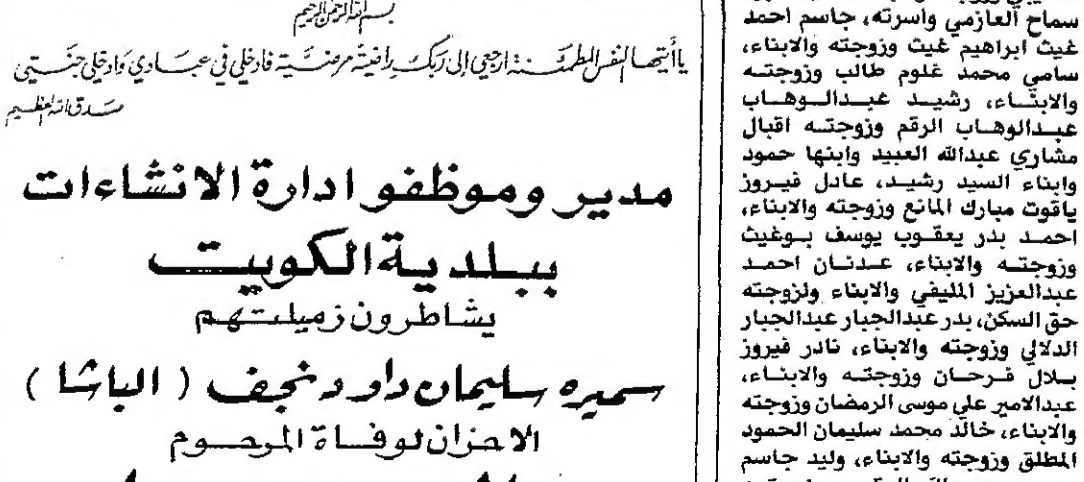 بسم الله الرحمن الرحيم
ياأيتها النفس المطمئنة ارجعي إلى ربك راضية مرضية فادخلي في عبادي وادخلي جنتي
صدق الله العظيم
مدير وموظفو ادارة الانشاءات
ببلدية الكويت
يشاطرون زميلتهم
سميره سليمان داود نجف ( الباشا )
الاحزان لوفاة المرحوم
سماح العازمي واسرته، جاسم احمد
غيث ابراهيم غيث وزوجته والابناء،
سامي محمد غلوم طالب وزوجته
والابناء، رشيد عبدالوهاب
عبدالوهاب الرقم وزوجته اقبال
مشاري عبدالله العبيد وابنها حمود
وابناء السيد رشيد، عادل فيروز
ياقوت مبارك المانع وزوجته والابناء،
احمد بدر يعقوب يوسف بوغيث
وزوجته والابناء، عدنان احمد
عبدالعزيز المليفي والابناء ولزوجته
حق السكن، بدر عبدالجبار عبدالجبار
الدلالي وزوجته والابناء، نادر فيروز
بلال فرحان وزوجته والابناء،
عبدالامير علي موسى الرمضان وزوجته
والابناء، خالد محمد سليمان الحمود
المطلق وزوجته والابناء، وليد جاسم